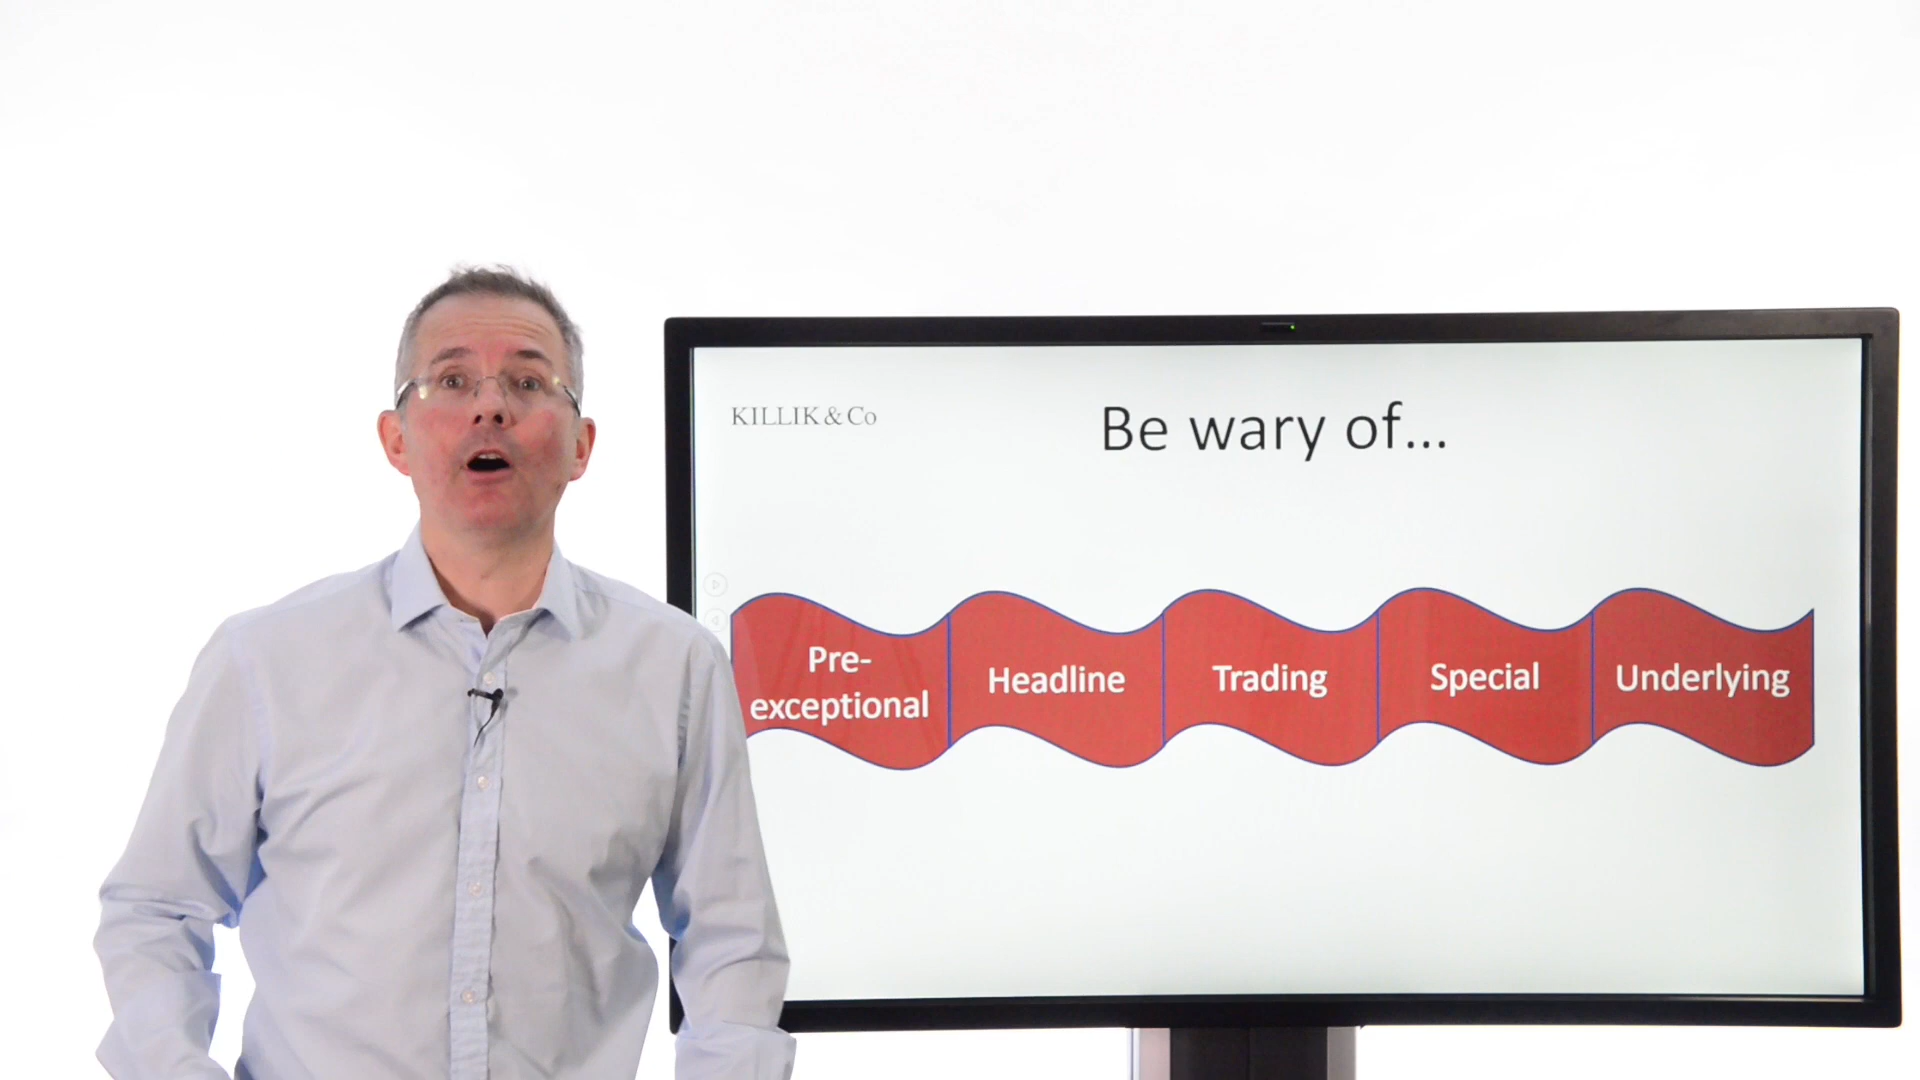 KILLIK & Co
Be wary of...
Pre-
exceptional
Headline
Trading
Special
Underlying